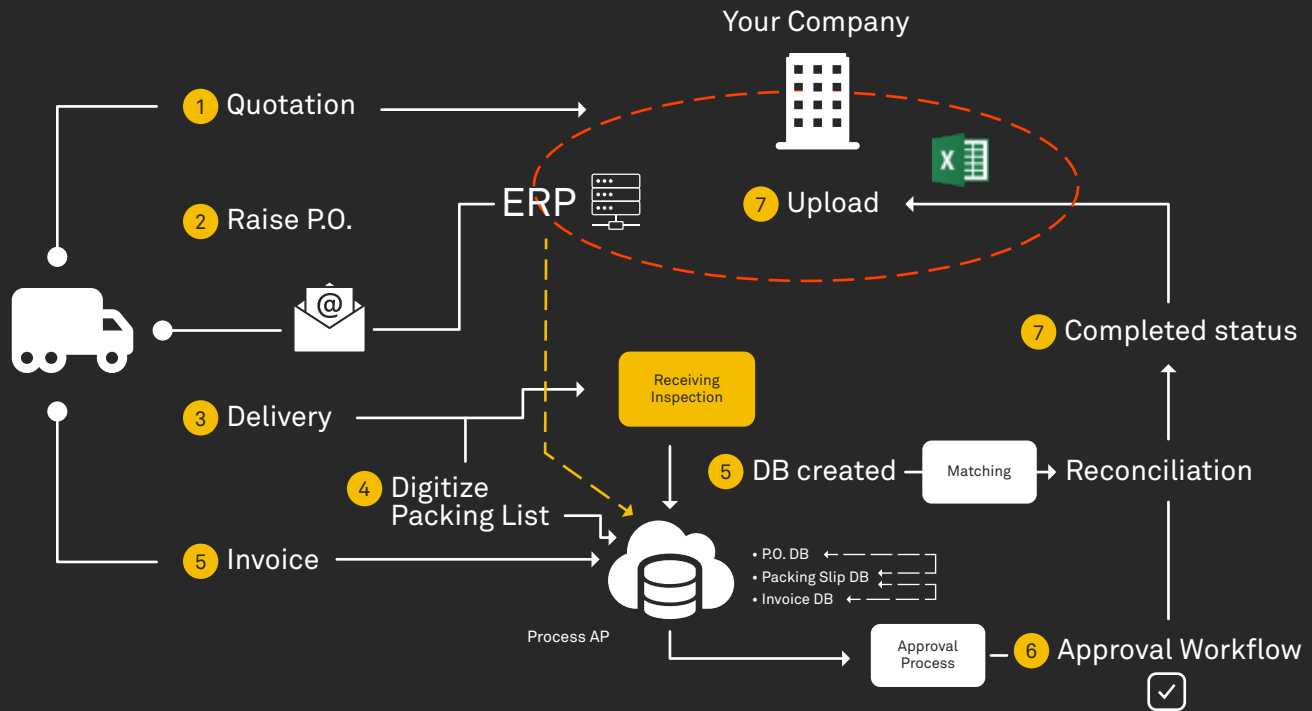 Your Company
1 Quotation
X
7 Upload
ERP
2 Raise P.O.
@
7 Completed status
Receiving
Inspection
3 Delivery
4 Digitize
Packing List
5 DB created
Matching
Reconciliation
5 Invoice
• P.O. DB
• Packing Slip DB
• Invoice DB
Process AP
Approval
Process
6 Approval Workflow